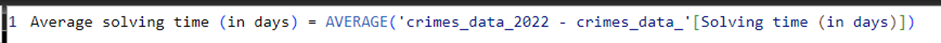 1 Average solving time (in days) = AVERAGE('crimes_data_2022 - crimes_data_'[Solving time (in days)])